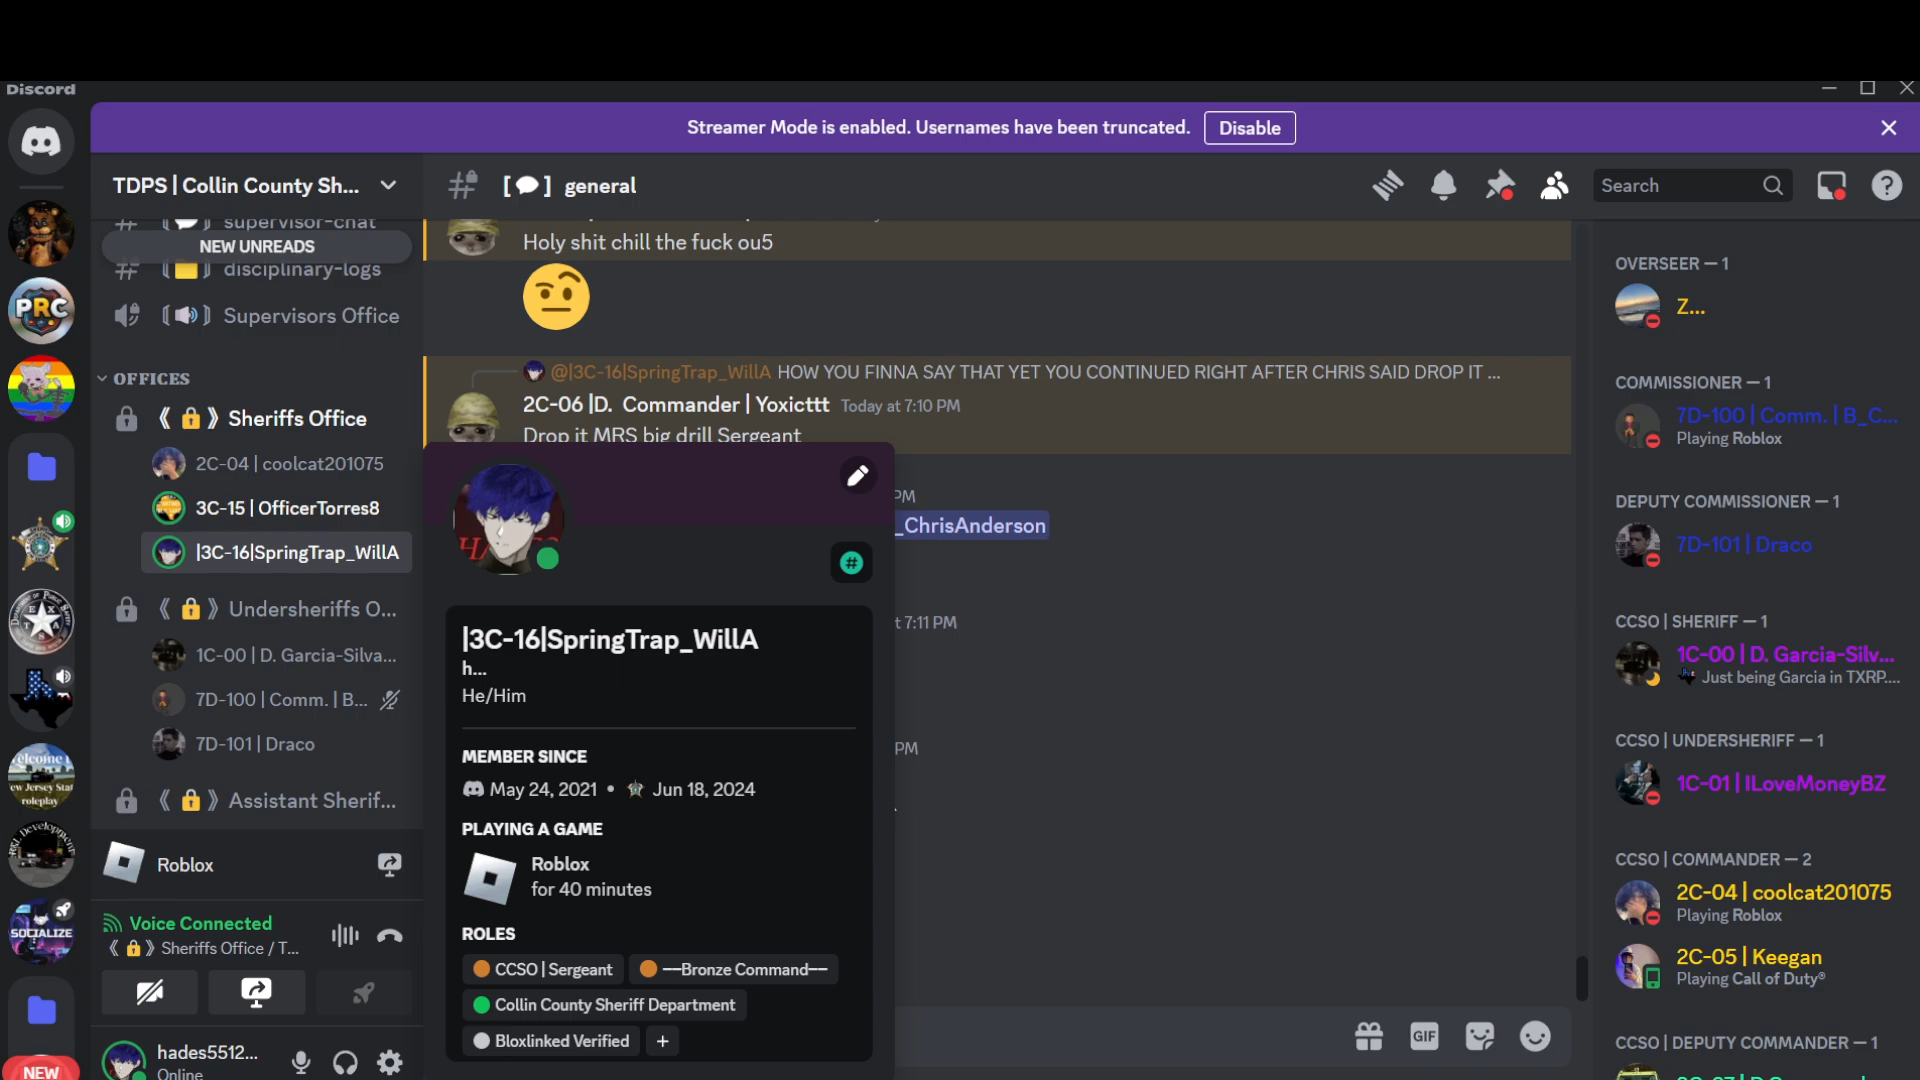 Discord
Streamer Mode is enabled. Usernames have been truncated.
Disable
TDPS | Collin County Sh...
[ 💬 ] general
Search
supervisor-chat
NEW UNREADS
disciplinary-logs
Supervisors Office
OFFICES
《 🔒 》 Sheriffs Office
2C-04 | coolcat201075
3C-15 | OfficerTorres8
|3C-16|SpringTrap_WillA
《 🔒 》 Undersheriffs O...
1C-00 | D. Garcia-Silva...
7D-100 | Comm. | B...
7D-101 | Draco
《 🔒 》 Assistant Sherif...
Roblox
Voice Connected
《 🔒 》 Sheriffs Office / T...
hades5512...
Online
PRC
SOCIALIZE
NEW
Holy shit chill the fuck ou5
@|3C-16|SpringTrap_WillA HOW YOU FINNA SAY THAT YET YOU CONTINUED RIGHT AFTER CHRIS SAID DROP IT ...
2C-06 |D. Commander | Yoxicttt Today at 7:10 PM
Drop it MRS big drill Sergeant
PM
_ChrisAnderson
t 7:11 PM
PM
|3C-16|SpringTrap_WillA
h...
He/Him
MEMBER SINCE
May 24, 2021 • Jun 18, 2024
PLAYING A GAME
Roblox
for 40 minutes
ROLES
CCSO | Sergeant
—Bronze Command—
Collin County Sheriff Department
Bloxlinked Verified
+
GIF
OVERSEER — 1
Z...
COMMISSIONER — 1
7D-100 | Comm. | B_C...
Playing Roblox
DEPUTY COMMISSIONER — 1
7D-101 | Draco
CCSO | SHERIFF — 1
1C-00 | D. Garcia-Silv...
Just being Garcia in TXRP....
CCSO | UNDERSHERIFF — 1
1C-01 | ILoveMoneyBZ
CCSO | COMMANDER — 2
2C-04 | coolcat201075
Playing Roblox
2C-05 | Keegan
Playing Call of Duty®
CCSO | DEPUTY COMMANDER — 1